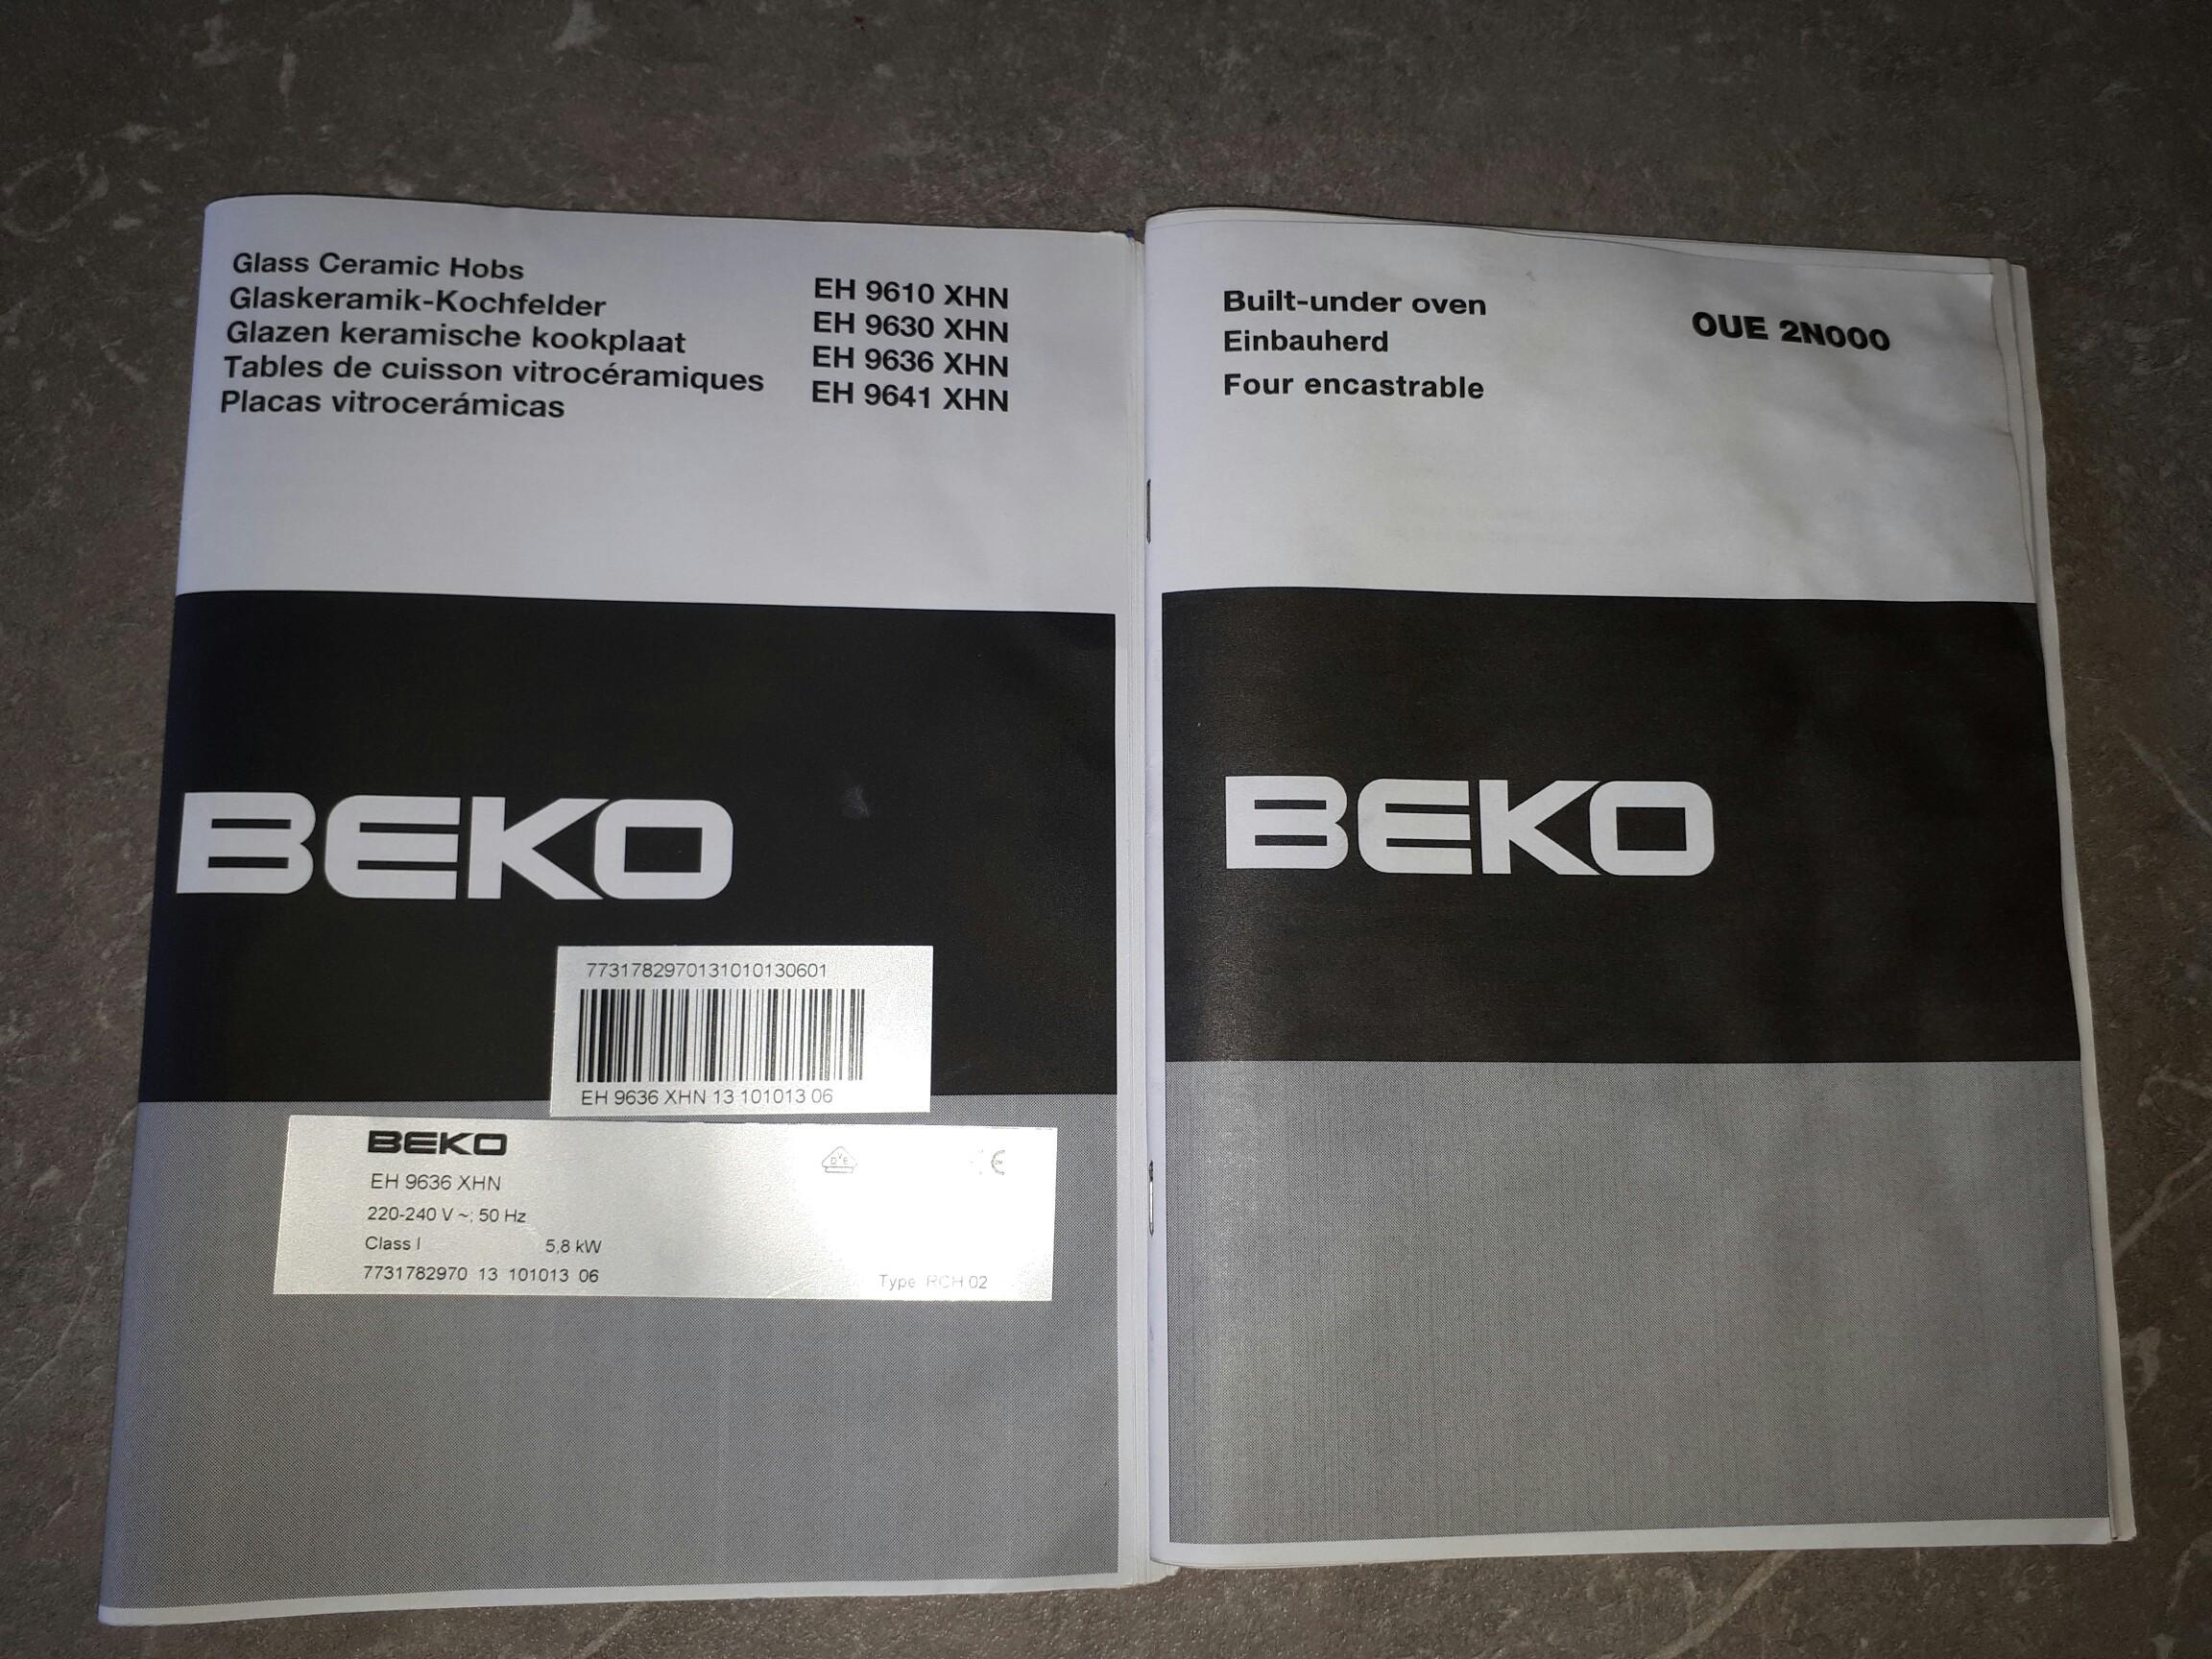 Glass Ceramic Hobs
Glaskeramik-Kochfelder
Glazen keramische kookplaat
Tables de cuisson vitrocéramiques
Placas vitrocerámicas
EH 9610 XHN
EH 9630 XHN
EH 9636 XHN
EH 9641 XHN
BEKO
7731782970131010130601
EH 9636 XHN 13 101013 06
BEKO
EH 9636 XHN
220-240 V ~; 50 Hz
Class I 5,8 kW
7731782970 13 101013 06
DVE
CE
Type RCH 02
Built-under oven
Einbauherd
Four encastrable
OUE 2N000
BEKO